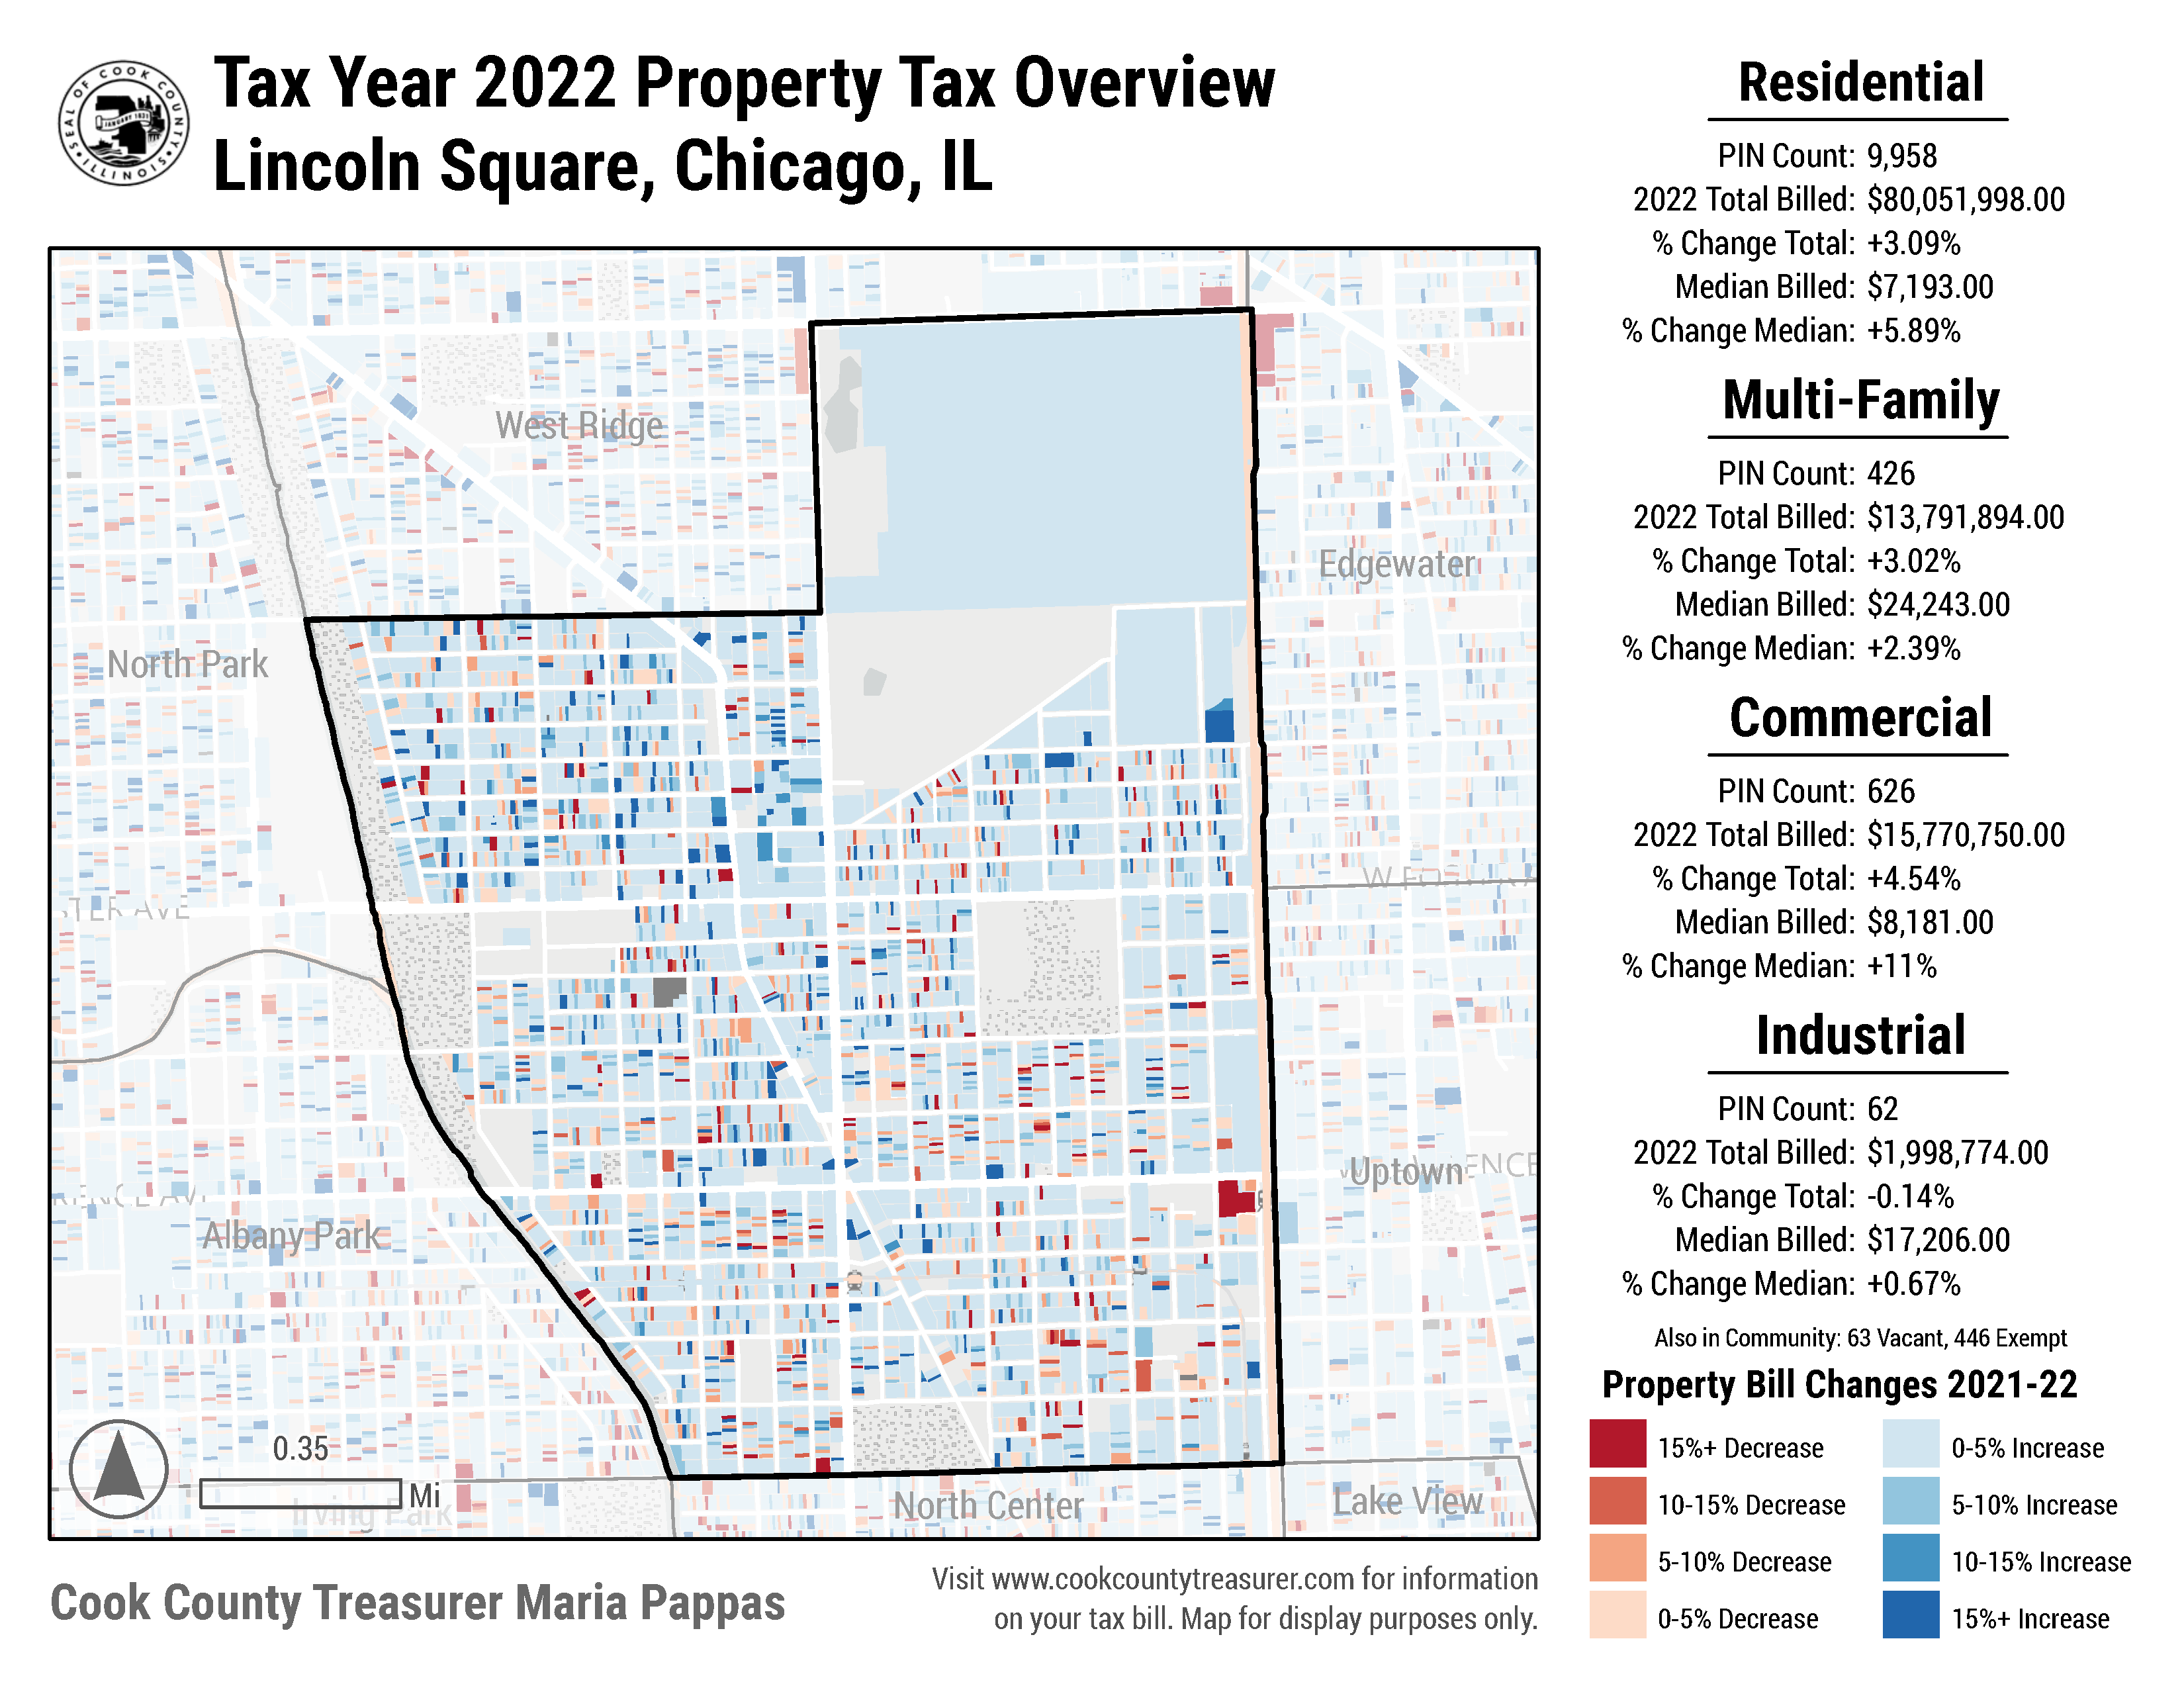 SEAL OF COOK COUNTY ILLINOIS
JANUARY 1831
Tax Year 2022 Property Tax Overview
Lincoln Square, Chicago, IL
West Ridge
Edgewater
North Park
STER AVE
Uptown
Albany Park
0.35
Mi
Irving Park
North Center
Lake View
Cook County Treasurer Maria Pappas
Visit www.cookcountytreasurer.com for information
on your tax bill. Map for display purposes only.
Residential
PIN Count: 9,958
2022 Total Billed: $80,051,998.00
% Change Total: +3.09%
Median Billed: $7,193.00
% Change Median: +5.89%
Multi-Family
PIN Count: 426
2022 Total Billed: $13,791,894.00
% Change Total: +3.02%
Median Billed: $24,243.00
% Change Median: +2.39%
Commercial
PIN Count: 626
2022 Total Billed: $15,770,750.00
% Change Total: +4.54%
Median Billed: $8,181.00
% Change Median: +11%
Industrial
PIN Count: 62
2022 Total Billed: $1,998,774.00
% Change Total: -0.14%
Median Billed: $17,206.00
% Change Median: +0.67%
Also in Community: 63 Vacant, 446 Exempt
Property Bill Changes 2021-22
15%+ Decrease
10-15% Decrease
5-10% Decrease
0-5% Decrease
0-5% Increase
5-10% Increase
10-15% Increase
15%+ Increase